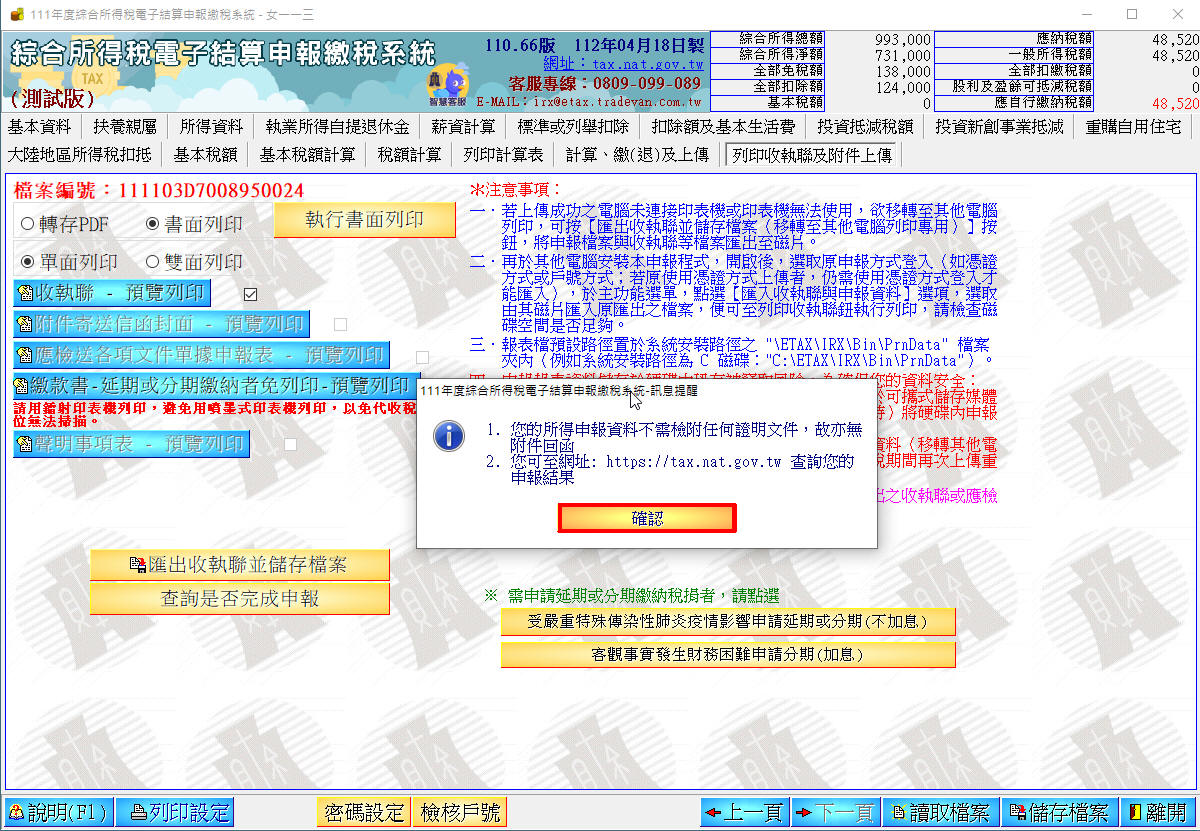 111年度綜合所得稅電子結算申報繳稅系統 - 女一一三
綜合所得稅電子結算申報繳稅系統
TAX
(測試版)
110.66版 112年04月18日製
網址：tax.nat.gov.tw
客服專線：0809-099-089
E-MAIL：irx@etax.tradevan.com.tw
智慧客服
綜合所得總額 993,000
綜合所得淨額 731,000
全部免稅額 138,000
全部扣除額 124,000
基本稅額 0
應納稅額 48,520
一般所得稅額 48,520
全部扣繳稅額 0
股利及盈餘可抵減稅額 0
應自行繳納稅額 48,520
基本資料 扶養親屬 所得資料 執業所得自提退休金 薪資計算 標準或列舉扣除 扣除額及基本生活費 投資抵減稅額 投資新創事業抵減 重購自用住宅
大陸地區所得稅扣抵 基本稅額 基本稅額計算 稅額計算 列印計算表 計算、繳(退)及上傳 列印收執聯及附件上傳
檔案編號：111103D7008950024
轉存PDF 書面列印 執行書面列印
單面列印 雙面列印
收執聯 - 預覽列印
附件寄送信函封面 - 預覽列印
應檢送各項文件單據申報表 - 預覽列印
繳款書-延期或分期繳納者免列印-預覽列印
請用鐳射印表機列印，避免用噴墨式印表機列印，以免代收稅
位無法掃描。
聲明事項表 - 預覽列印
匯出收執聯並儲存檔案
查詢是否完成申報
※注意事項：
一．若上傳成功之電腦未連接印表機或印表機無法使用，欲移轉至其他電腦
列印，可按［匯出收執聯並儲存檔案（移轉至其他電腦列印專用）］按
鈕，將申報檔案與收執聯等檔案匯出至磁片。
二．再於其他電腦安裝本申報程式，開啟後，選取原申報方式登入（如憑證
方式或戶號方式；若原使用憑證方式上傳者，仍需使用憑證方式登入才
能匯入），於主功能選單，點選［匯入收執聯與申報資料］選項，選取
由其磁片匯入原匯出之檔案，便可至列印收執聯鈕執行列印，請檢查磁
碟空間是否足夠。
三．報表檔預設路徑置於系統安裝路徑之 "\ETAX\IRX\Bin\PrnData" 檔案
夾內（例如系統安裝路徑為 C 磁碟："C:\ETAX\IRX\Bin\PrnData"）。
為確保您的資料安全：
於可攜式儲存媒體
將硬碟內申報
資料（移轉其他電
期間再次上傳重
之收執聯或應檢
111年度綜合所得稅電子結算申報繳稅系統-訊息提醒
1. 您的所得申報資料不需檢附任何證明文件，故亦無
附件回函
2. 您可至網址: https://tax.nat.gov.tw 查詢您的
申報結果
確認
※ 需申請延期或分期繳納稅捐者，請點選
受嚴重特殊傳染性肺炎疫情影響申請延期或分期(不加息)
客觀事實發生財務困難申請分期(加息)
說明(F1) 列印設定 密碼設定 檢核戶號 上一頁 下一頁 讀取檔案 儲存檔案 離開